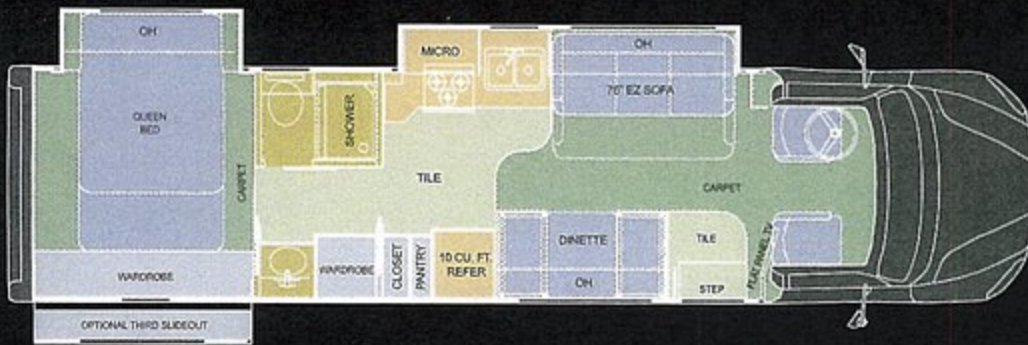 OH
QUEEN
BED
CARPET
WARDROBE
OPTIONAL THIRD SLIDEOUT
SHOWER
MICRO
TILE
WARDROBE
CLOSET
PANTRY
10 CU. FT.
REFER
OH
76" EZ SOFA
CARPET
DINETTE
OH
TILE
STEP
FLAT PANEL TV